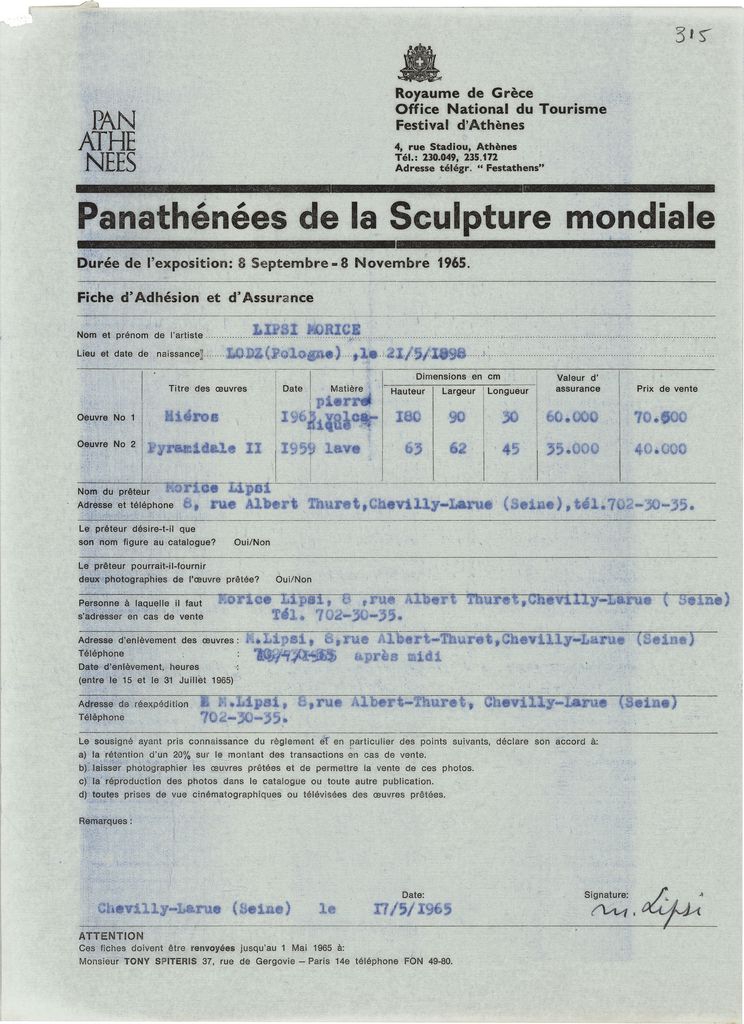 315
PAN
ATHE
NEES
Royaume de Grèce
Office National du Tourisme
Festival d'Athènes
4, rue Stadiou, Athènes
Tél.: 230.049, 235.172
Adresse télégr. “ Festathens”
Panathénées de la Sculpture mondiale
Durée de l'exposition: 8 Septembre - 8 Novembre 1965.
Fiche d'Adhésion et d'Assurance
Nom et prénom de l'artiste LIPSI MORICE
Lieu et date de naissance LODZ(Pologne) ,le 2I/5/I898
Titre des œuvres Date Matière Dimensions en cm Hauteur Largeur Longueur Valeur d' assurance Prix de vente
Oeuvre No 1 Hiéros I963 pierre volca-nique I80 90 30 60.000 70.000
Oeuvre No 2 Pyramidale II I959 lave 63 62 45 35.000 40.000
Nom du prêteur Morice Lipsi
Adresse et téléphone 8, rue Albert Thuret,Chevilly-Larue (Seine),tél.702-30-35.
Le prêteur désire-t-il que
son nom figure au catalogue? Oui/Non
Le prêteur pourrait-il-fournir
deux photographies de l'œuvre prêtée? Oui/Non
Personne à laquelle il faut Morice Lipsi, 8 ,rue Albert Thuret,Chevilly-Larue ( Seine)
s'adresser en cas de vente Tél. 702-30-35.
Adresse d'enlèvement des œuvres : M.Lipsi, 8,rue Albert-Thuret,Chevilly-Larue (Seine)
Téléphone : après midi
Date d'enlèvement, heures :
(entre le 15 et le 31 Juillet 1965)
Adresse de réexpédition M.Lipsi, 8,rue Albert-Thuret, Chevilly-Larue (Seine)
Téléphone 702-30-35.
Le sousigné ayant pris connaissance du règlement et en particulier des points suivants, déclare son accord à:
a) la rétention d'un 20% sur le montant des transactions en cas de vente.
b) laisser photographier les œuvres prêtées et de permettre la vente de ces photos.
c) la réproduction des photos dans le catalogue ou toute autre publication.
d) toutes prises de vue cinématographiques ou télévisées des œuvres prêtées.
Remarques :
Date: Signature:
Chevilly-Larue (Seine) le I7/5/I965 M. Lipsi
ATTENTION
Ces fiches doivent être renvoyées jusqu'au 1 Mai 1965 à:
Monsieur TONY SPITERIS 37, rue de Gergovie – Paris 14e téléphone FON 49-80.